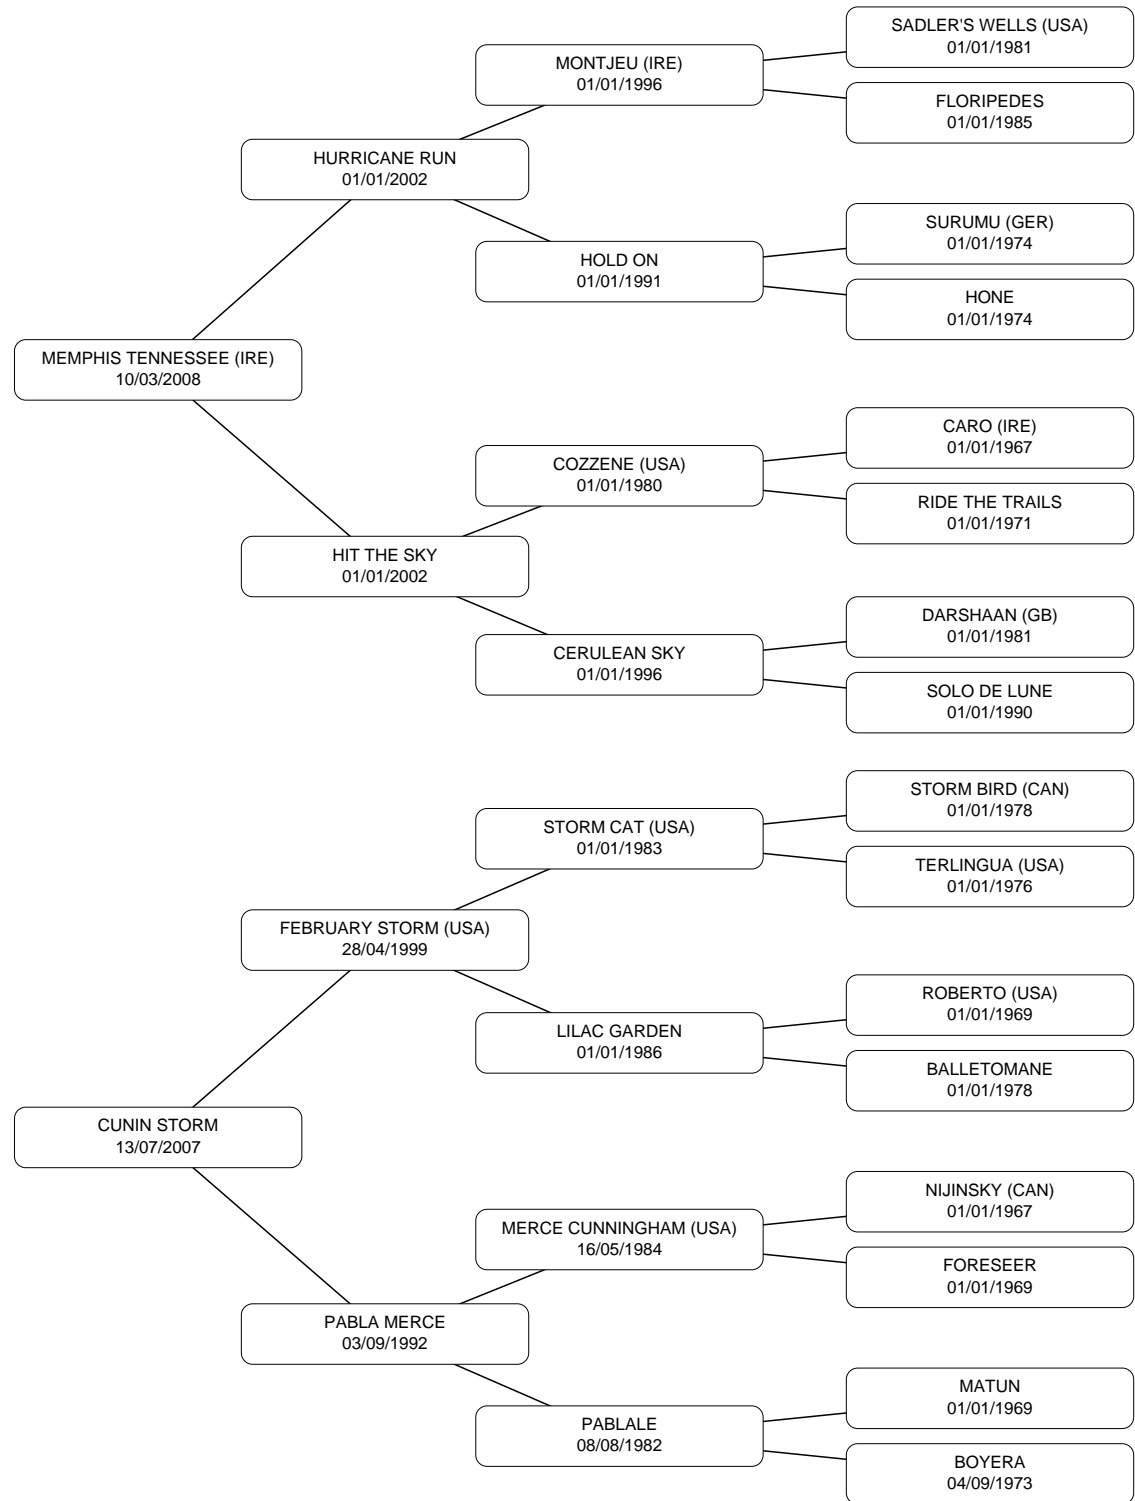 SADLER'S WELLS (USA)
01/01/1981
MONTJEU (IRE)
01/01/1996
FLORIPEDES
01/01/1985
HURRICANE RUN
01/01/2002
SURUMU (GER)
01/01/1974
HOLD ON
01/01/1991
HONE
01/01/1974
MEMPHIS TENNESSEE (IRE)
10/03/2008
CARO (IRE)
01/01/1967
COZZENE (USA)
01/01/1980
RIDE THE TRAILS
01/01/1971
HIT THE SKY
01/01/2002
DARSHAAN (GB)
01/01/1981
CERULEAN SKY
01/01/1996
SOLO DE LUNE
01/01/1990
STORM BIRD (CAN)
01/01/1978
STORM CAT (USA)
01/01/1983
TERLINGUA (USA)
01/01/1976
FEBRUARY STORM (USA)
28/04/1999
ROBERTO (USA)
01/01/1969
LILAC GARDEN
01/01/1986
BALLETOMANE
01/01/1978
CUNIN STORM
13/07/2007
NIJINSKY (CAN)
01/01/1967
MERCE CUNNINGHAM (USA)
16/05/1984
FORESEER
01/01/1969
PABLA MERCE
03/09/1992
MATUN
01/01/1969
PABLALE
08/08/1982
BOYERA
04/09/1973